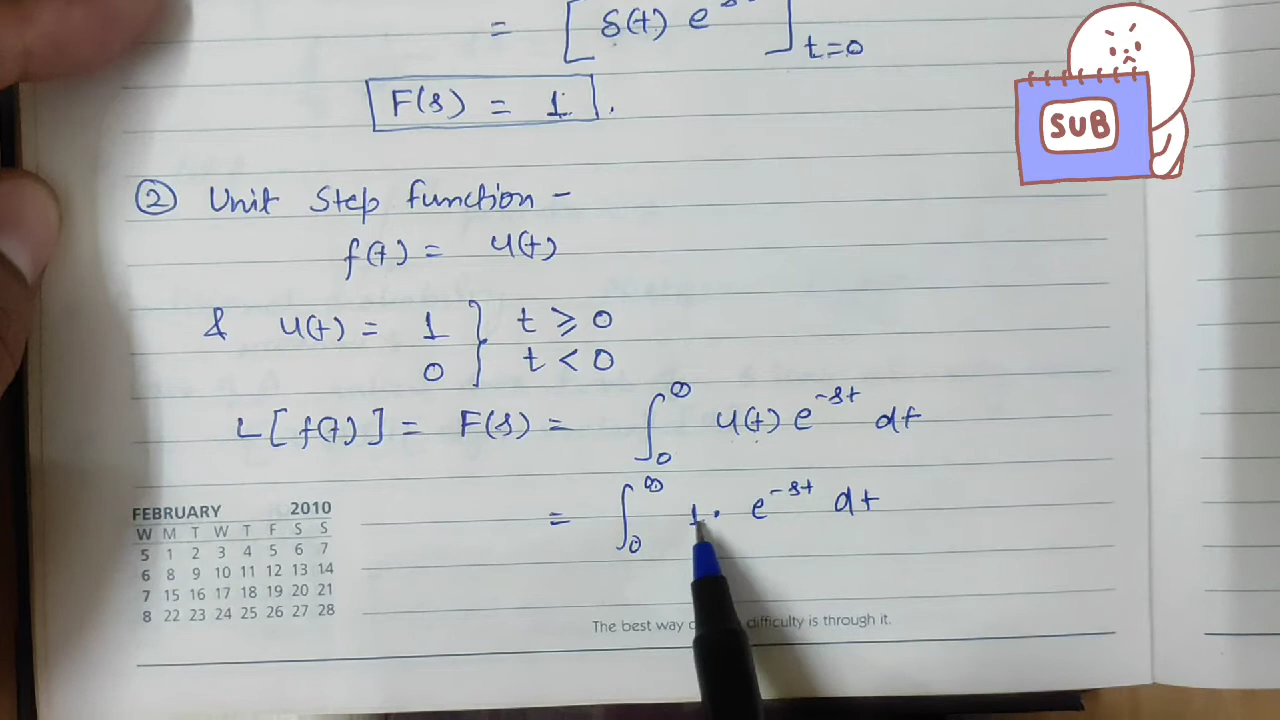 = [ δ(t) e ] t=0
F(s) = 1 .
SUB
② Unit Step function -
f(t) = u(t)
& u(t) = 1 } t ⩾ 0
0 } t < 0
L[f(t)] = F(s) = ∫₀^∞ u(t) e^-st dt
= ∫₀^∞ 1 . e^-st dt
FEBRUARY 2010
W M T W T F S S
5 1 2 3 4 5 6 7
6 8 9 10 11 12 13 14
7 15 16 17 18 19 20 21
8 22 23 24 25 26 27 28
The best way difficulty is through it.